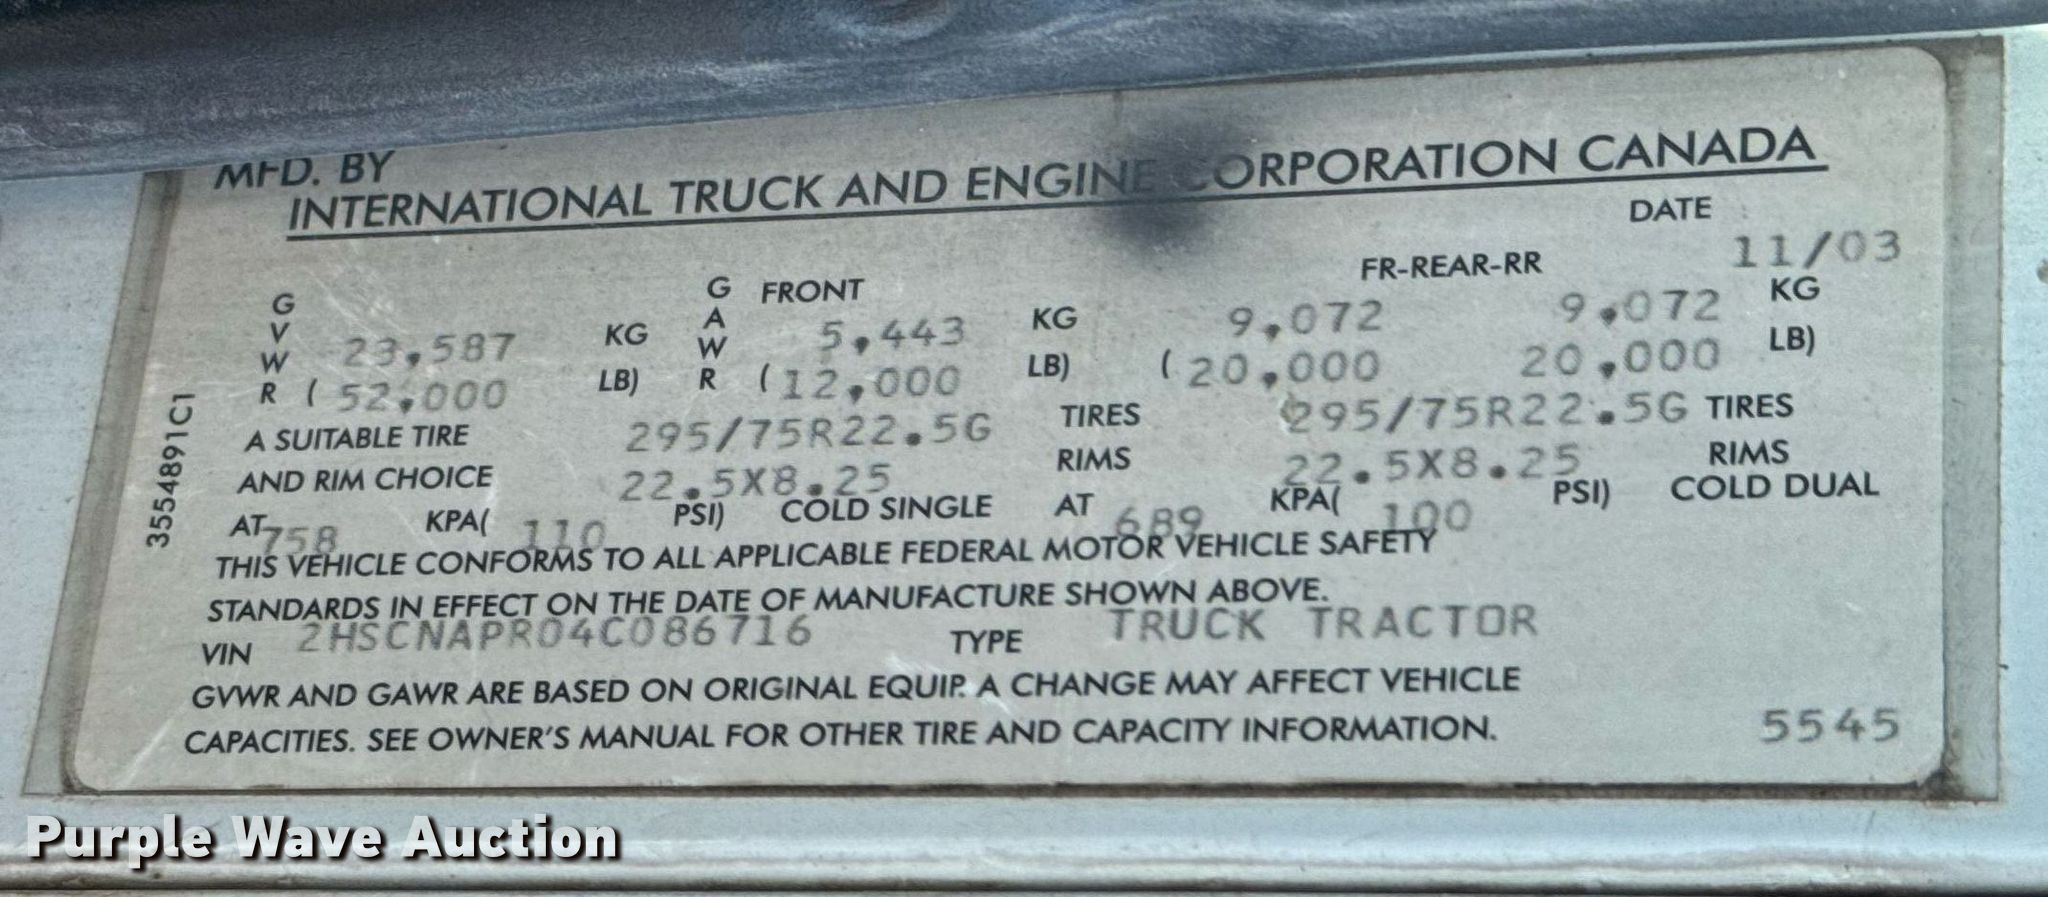 MFD. BY
INTERNATIONAL TRUCK AND ENGINE CORPORATION CANADA
DATE
11/03
G FRONT FR-REAR-RR
G V W R 23,587 KG G A W R 5,443 KG 9,072 9,072 KG
( 52,000 LB) ( 12,000 LB) ( 20,000 20,000 LB)
A SUITABLE TIRE 295/75R22.5G TIRES 295/75R22.5G TIRES
AND RIM CHOICE 22.5X8.25 RIMS 22.5X8.25 RIMS
AT 758 KPA( 110 PSI) COLD SINGLE AT 689 KPA( 100 PSI) COLD DUAL
THIS VEHICLE CONFORMS TO ALL APPLICABLE FEDERAL MOTOR VEHICLE SAFETY
STANDARDS IN EFFECT ON THE DATE OF MANUFACTURE SHOWN ABOVE.
VIN 2HSCNAPR04C086716 TYPE TRUCK TRACTOR
GVWR AND GAWR ARE BASED ON ORIGINAL EQUIP. A CHANGE MAY AFFECT VEHICLE
CAPACITIES. SEE OWNER'S MANUAL FOR OTHER TIRE AND CAPACITY INFORMATION. 5545
3554891C1
Purple Wave Auction